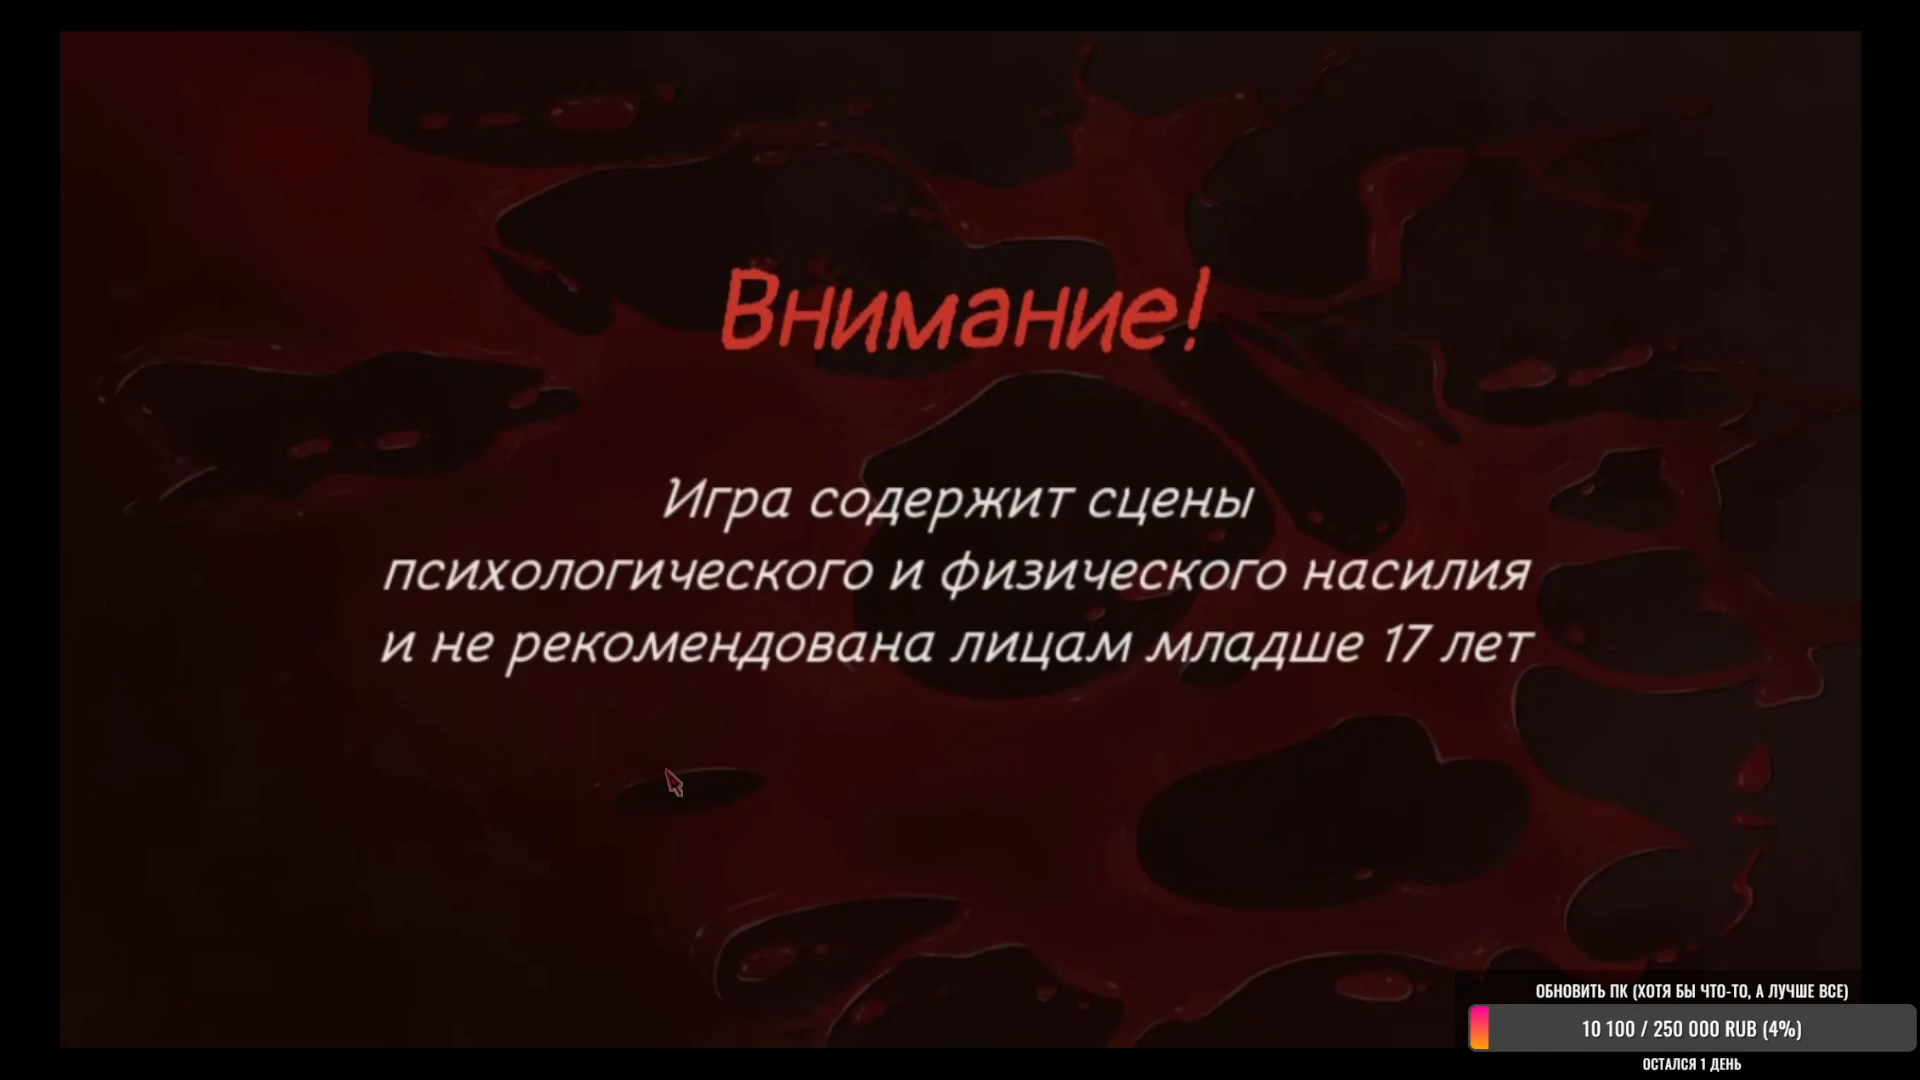 Внимание!
Игра содержит сцены
психологического и физического насилия
и не рекомендована лицам младше 17 лет
ОБНОВИТЬ ПК (ХОТЯ БЫ ЧТО-ТО, А ЛУЧШЕ ВСЕ)
10 100 / 250 000 RUB (4%)
ОСТАЛСЯ 1 ДЕНЬ